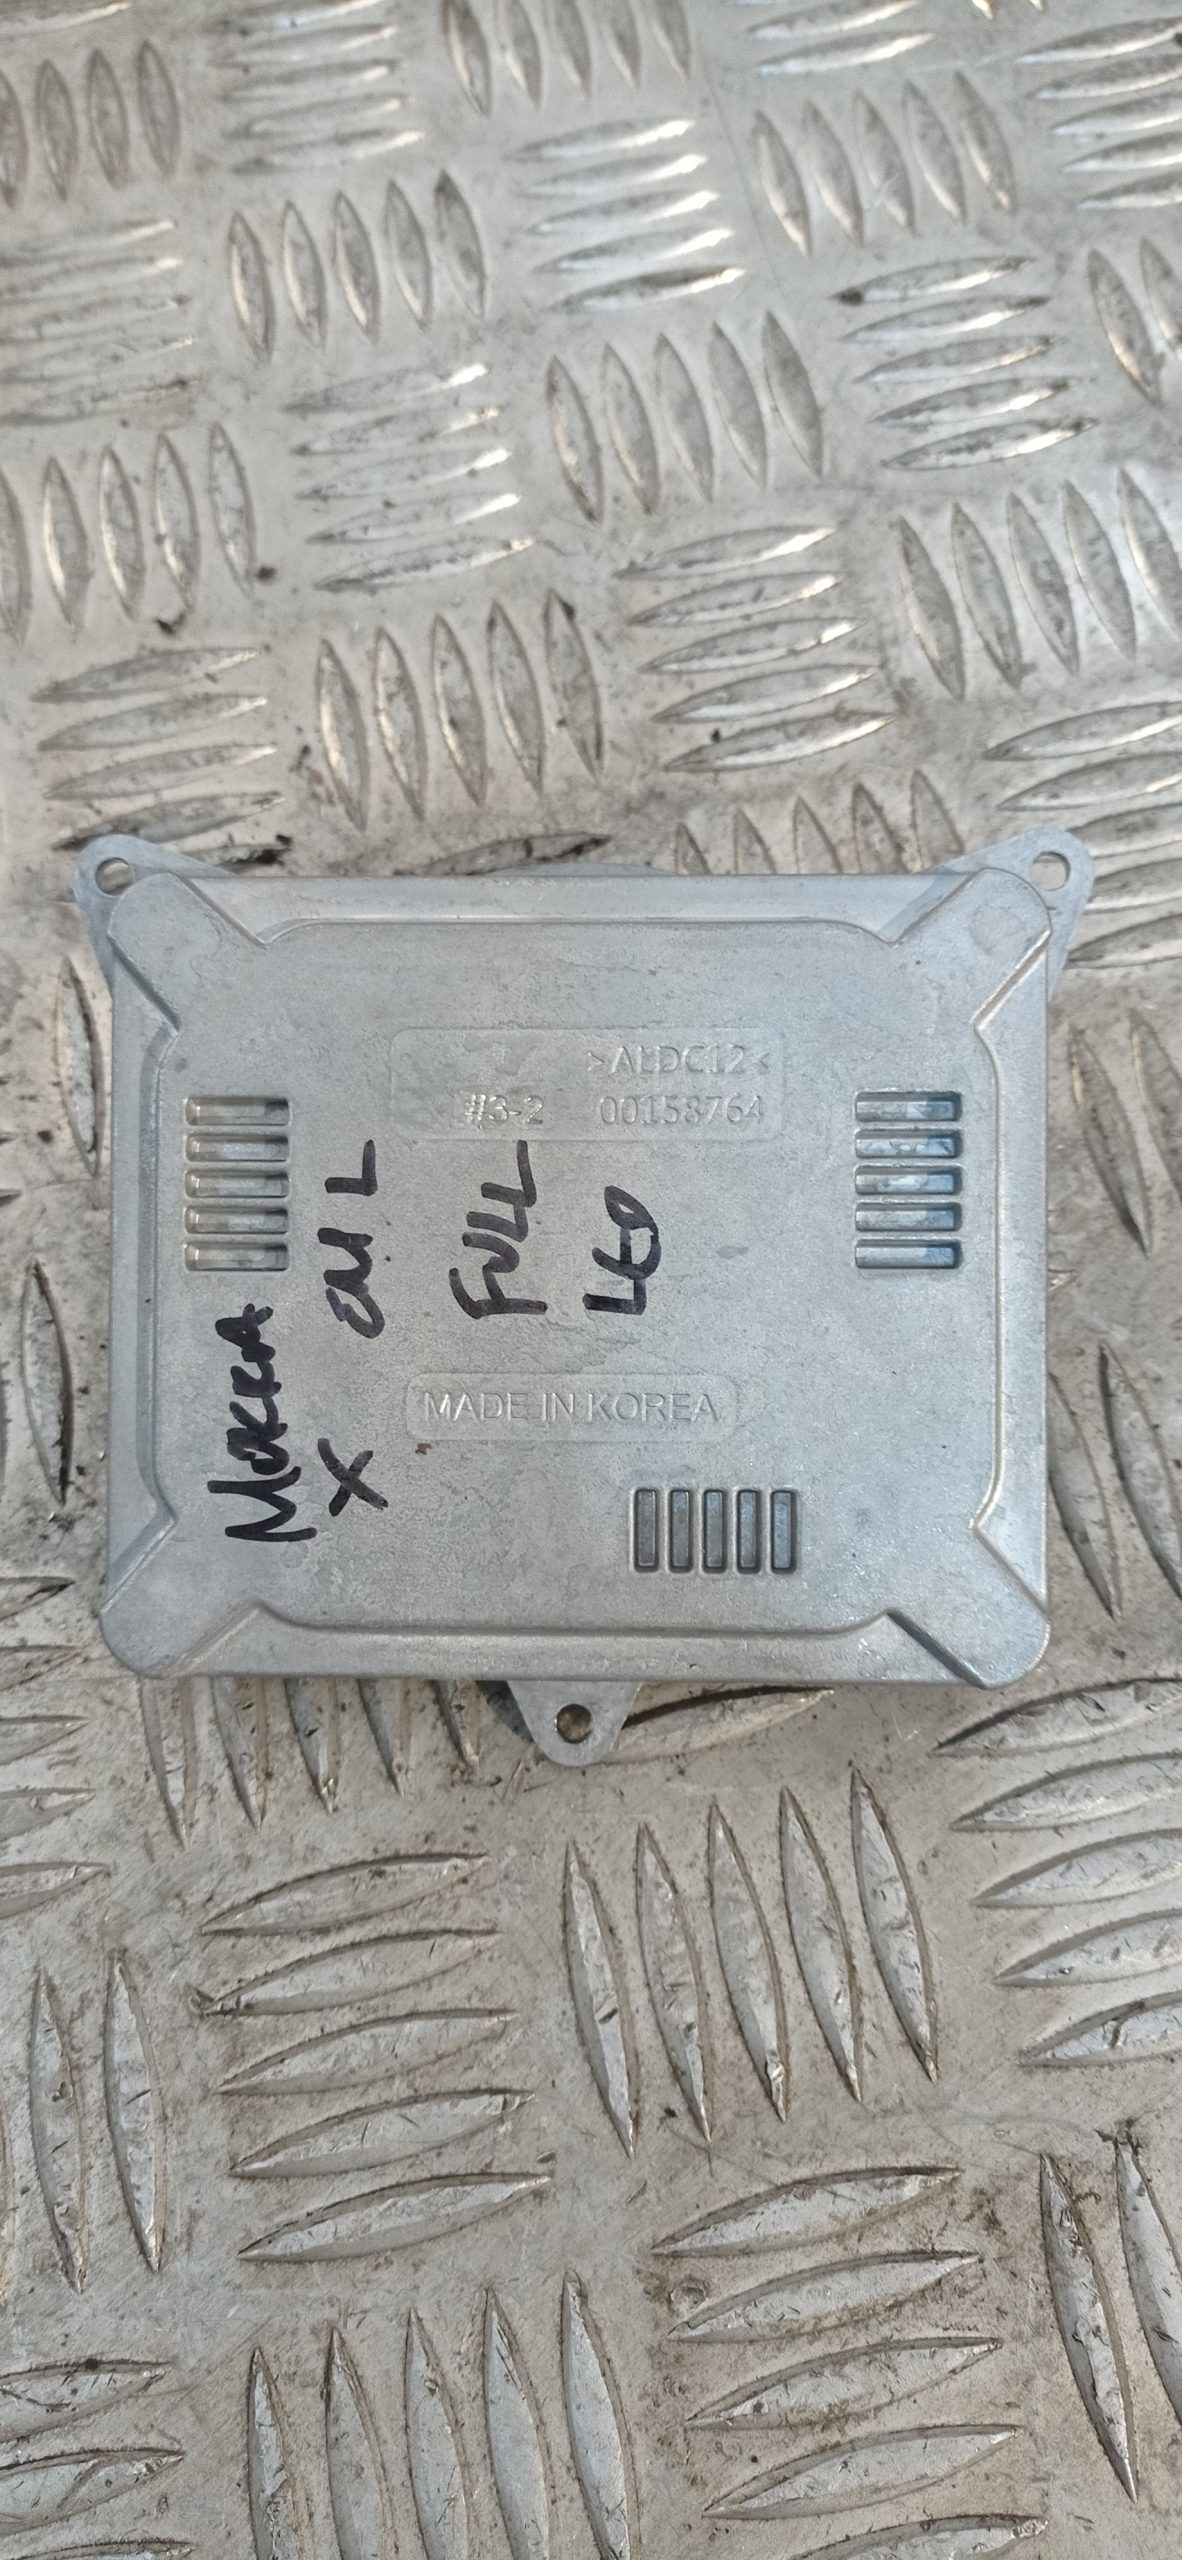 >ALDC12<
#3-2 00158764
MADE IN KOREA
MOKKA
X
FULL
LED